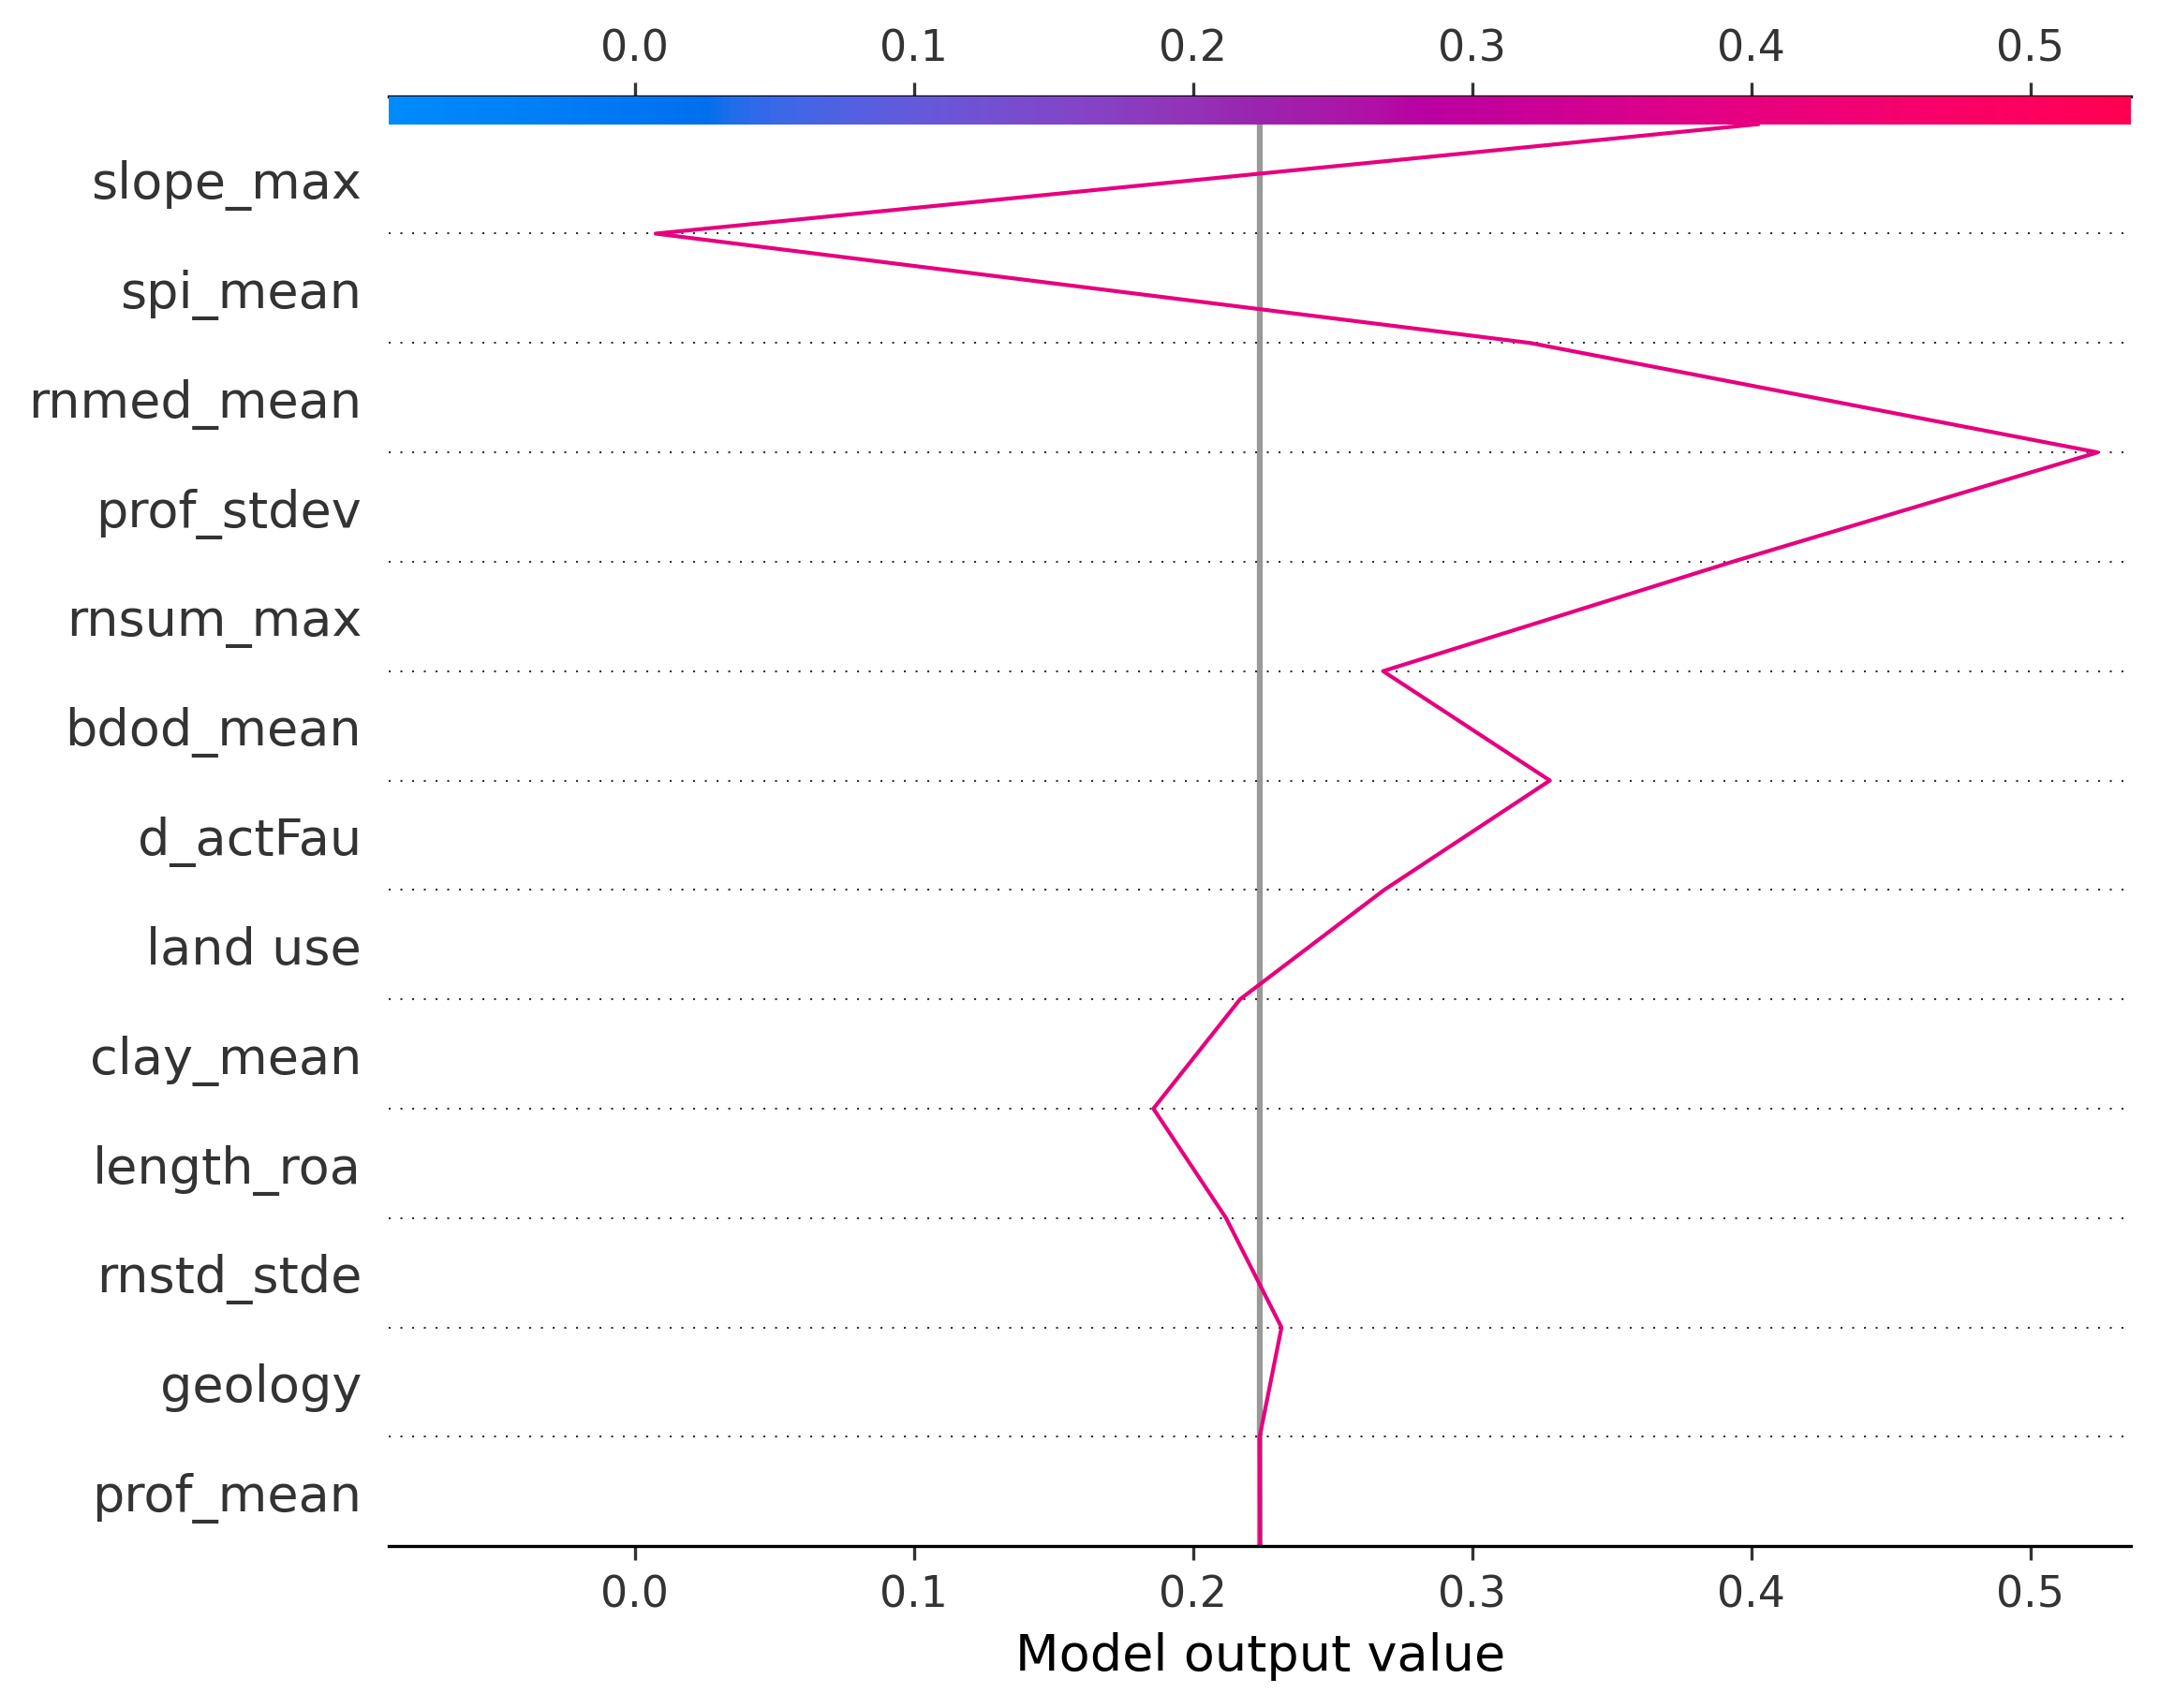 0.0 0.1 0.2 0.3 0.4 0.5
slope_max
spi_mean
rnmed_mean
prof_stdev
rnsum_max
bdod_mean
d_actFau
land use
clay_mean
length_roa
rnstd_stde
geology
prof_mean
0.0 0.1 0.2 0.3 0.4 0.5
Model output value